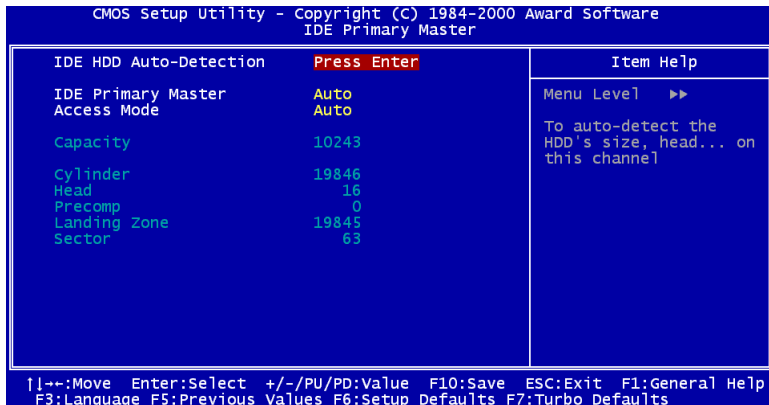 CMOS Setup Utility - Copyright (C) 1984-2000 Award Software
IDE Primary Master
IDE HDD Auto-Detection Press Enter
IDE Primary Master Auto
Access Mode Auto
Capacity 10243
Cylinder 19846
Head 16
Precomp 0
Landing Zone 19845
Sector 63
Item Help
Menu Level ▶▶
To auto-detect the
HDD's size, head... on
this channel
↑↓→←:Move Enter:Select +/-/PU/PD:Value F10:Save ESC:Exit F1:General Help
F3:Language F5:Previous Values F6:Setup Defaults F7:Turbo Defaults